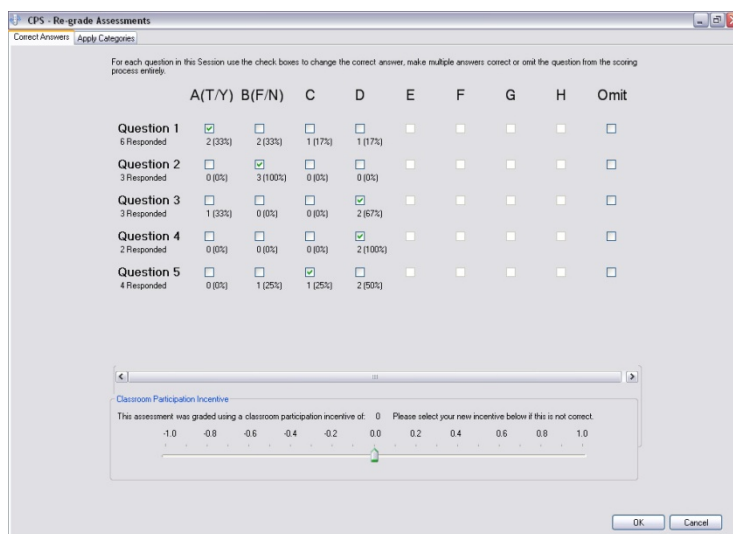 CPS - Re-grade Assessments
Correct Answers Apply Categories
For each question in this Session use the check boxes to change the correct answer, make multiple answers correct or omit the question from the scoring
process entirely.
A(T/Y) B(F/N) C D E F G H Omit
Question 1
6 Responded 2 (33%) 2 (33%) 1 (17%) 1 (17%)
Question 2
3 Responded 0 (0%) 3 (100%) 0 (0%) 0 (0%)
Question 3
3 Responded 1 (33%) 0 (0%) 0 (0%) 2 (67%)
Question 4
2 Responded 0 (0%) 0 (0%) 0 (0%) 2 (100%)
Question 5
4 Responded 0 (0%) 1 (25%) 1 (25%) 2 (50%)
Classroom Participation Incentive
This assessment was graded using a classroom participation incentive of: 0 Please select your new incentive below if this is not correct.
-1.0 -0.8 -0.6 -0.4 -0.2 0.0 0.2 0.4 0.6 0.8 1.0
OK Cancel